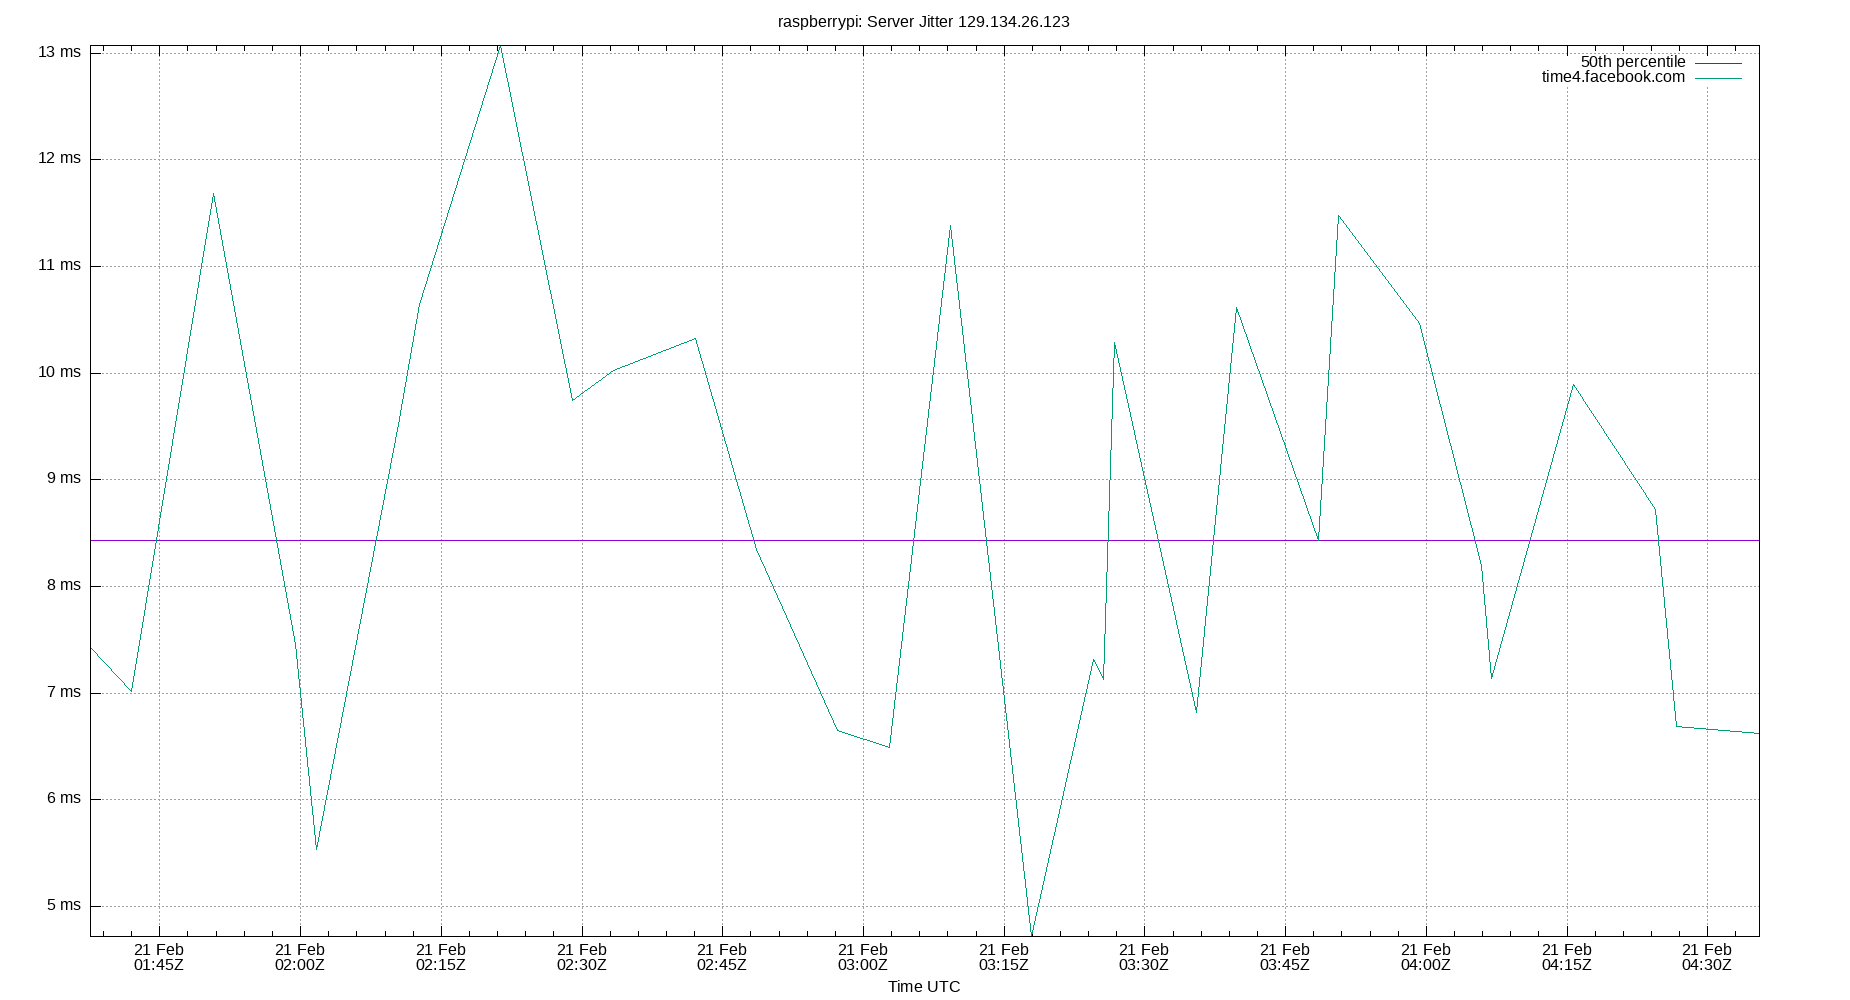 raspberrypi: Server Jitter 129.134.26.123
13 ms
12 ms
11 ms
10 ms
9 ms
8 ms
7 ms
6 ms
5 ms
50th percentile
time4.facebook.com
21 Feb 21 Feb 21 Feb 21 Feb 21 Feb 21 Feb 21 Feb 21 Feb 21 Feb 21 Feb 21 Feb 21 Feb
01:45Z 02:00Z 02:15Z 02:30Z 02:45Z 03:00Z 03:15Z 03:30Z 03:45Z 04:00Z 04:15Z 04:30Z
Time UTC